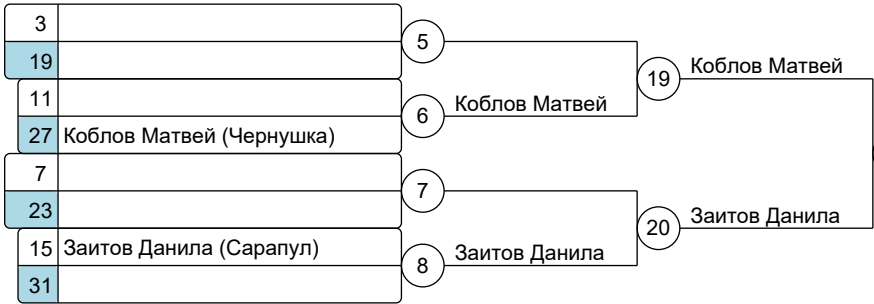 3
5
19
19 Коблов Матвей
11
6 Коблов Матвей
27 Коблов Матвей (Чернушка)
7
7
23
20 Заитов Данила
15 Заитов Данила (Сарапул)
8 Заитов Данила
31